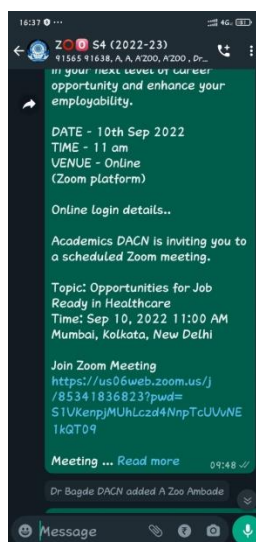 16:37
4G
Z⭕🅾 S4 (2022-23)
91565 91638, A, A, A'ZOO, A'ZOO, Dr...
in your next level of career
opportunity and enhance your
employability.
DATE - 10th Sep 2022
TIME - 11 am
VENUE - Online
(Zoom platform)
Online login details..
Academics DACN is inviting you to
a scheduled Zoom meeting.
Topic: Opportunities for Job
Ready in Healthcare
Time: Sep 10, 2022 11:00 AM
Mumbai, Kolkata, New Delhi
Join Zoom Meeting
https://us06web.zoom.us/j
/85341836823?pwd=
S1VKenpjMUhLczd4NnpTcUVvNE
1kQT09
Meeting ... Read more
09:48
Dr Bagde DACN added A Zoo Ambade
Message